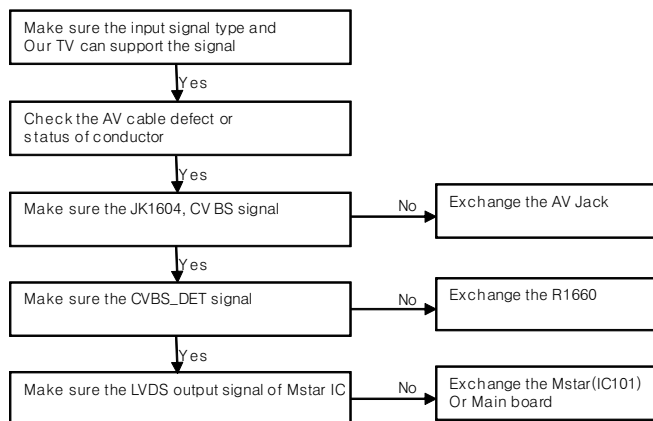 Make sure the input signal type and
Our TV can support the signal
Yes
Check the AV cable defect or
status of conductor
Yes
Make sure the JK1604, CVBS signal
No
Exchange the AV Jack
Yes
Make sure the CVBS_DET signal
No
Exchange the R1660
Yes
Make sure the LVDS output signal of Mstar IC
No
Exchange the Mstar(IC101)
Or Main board